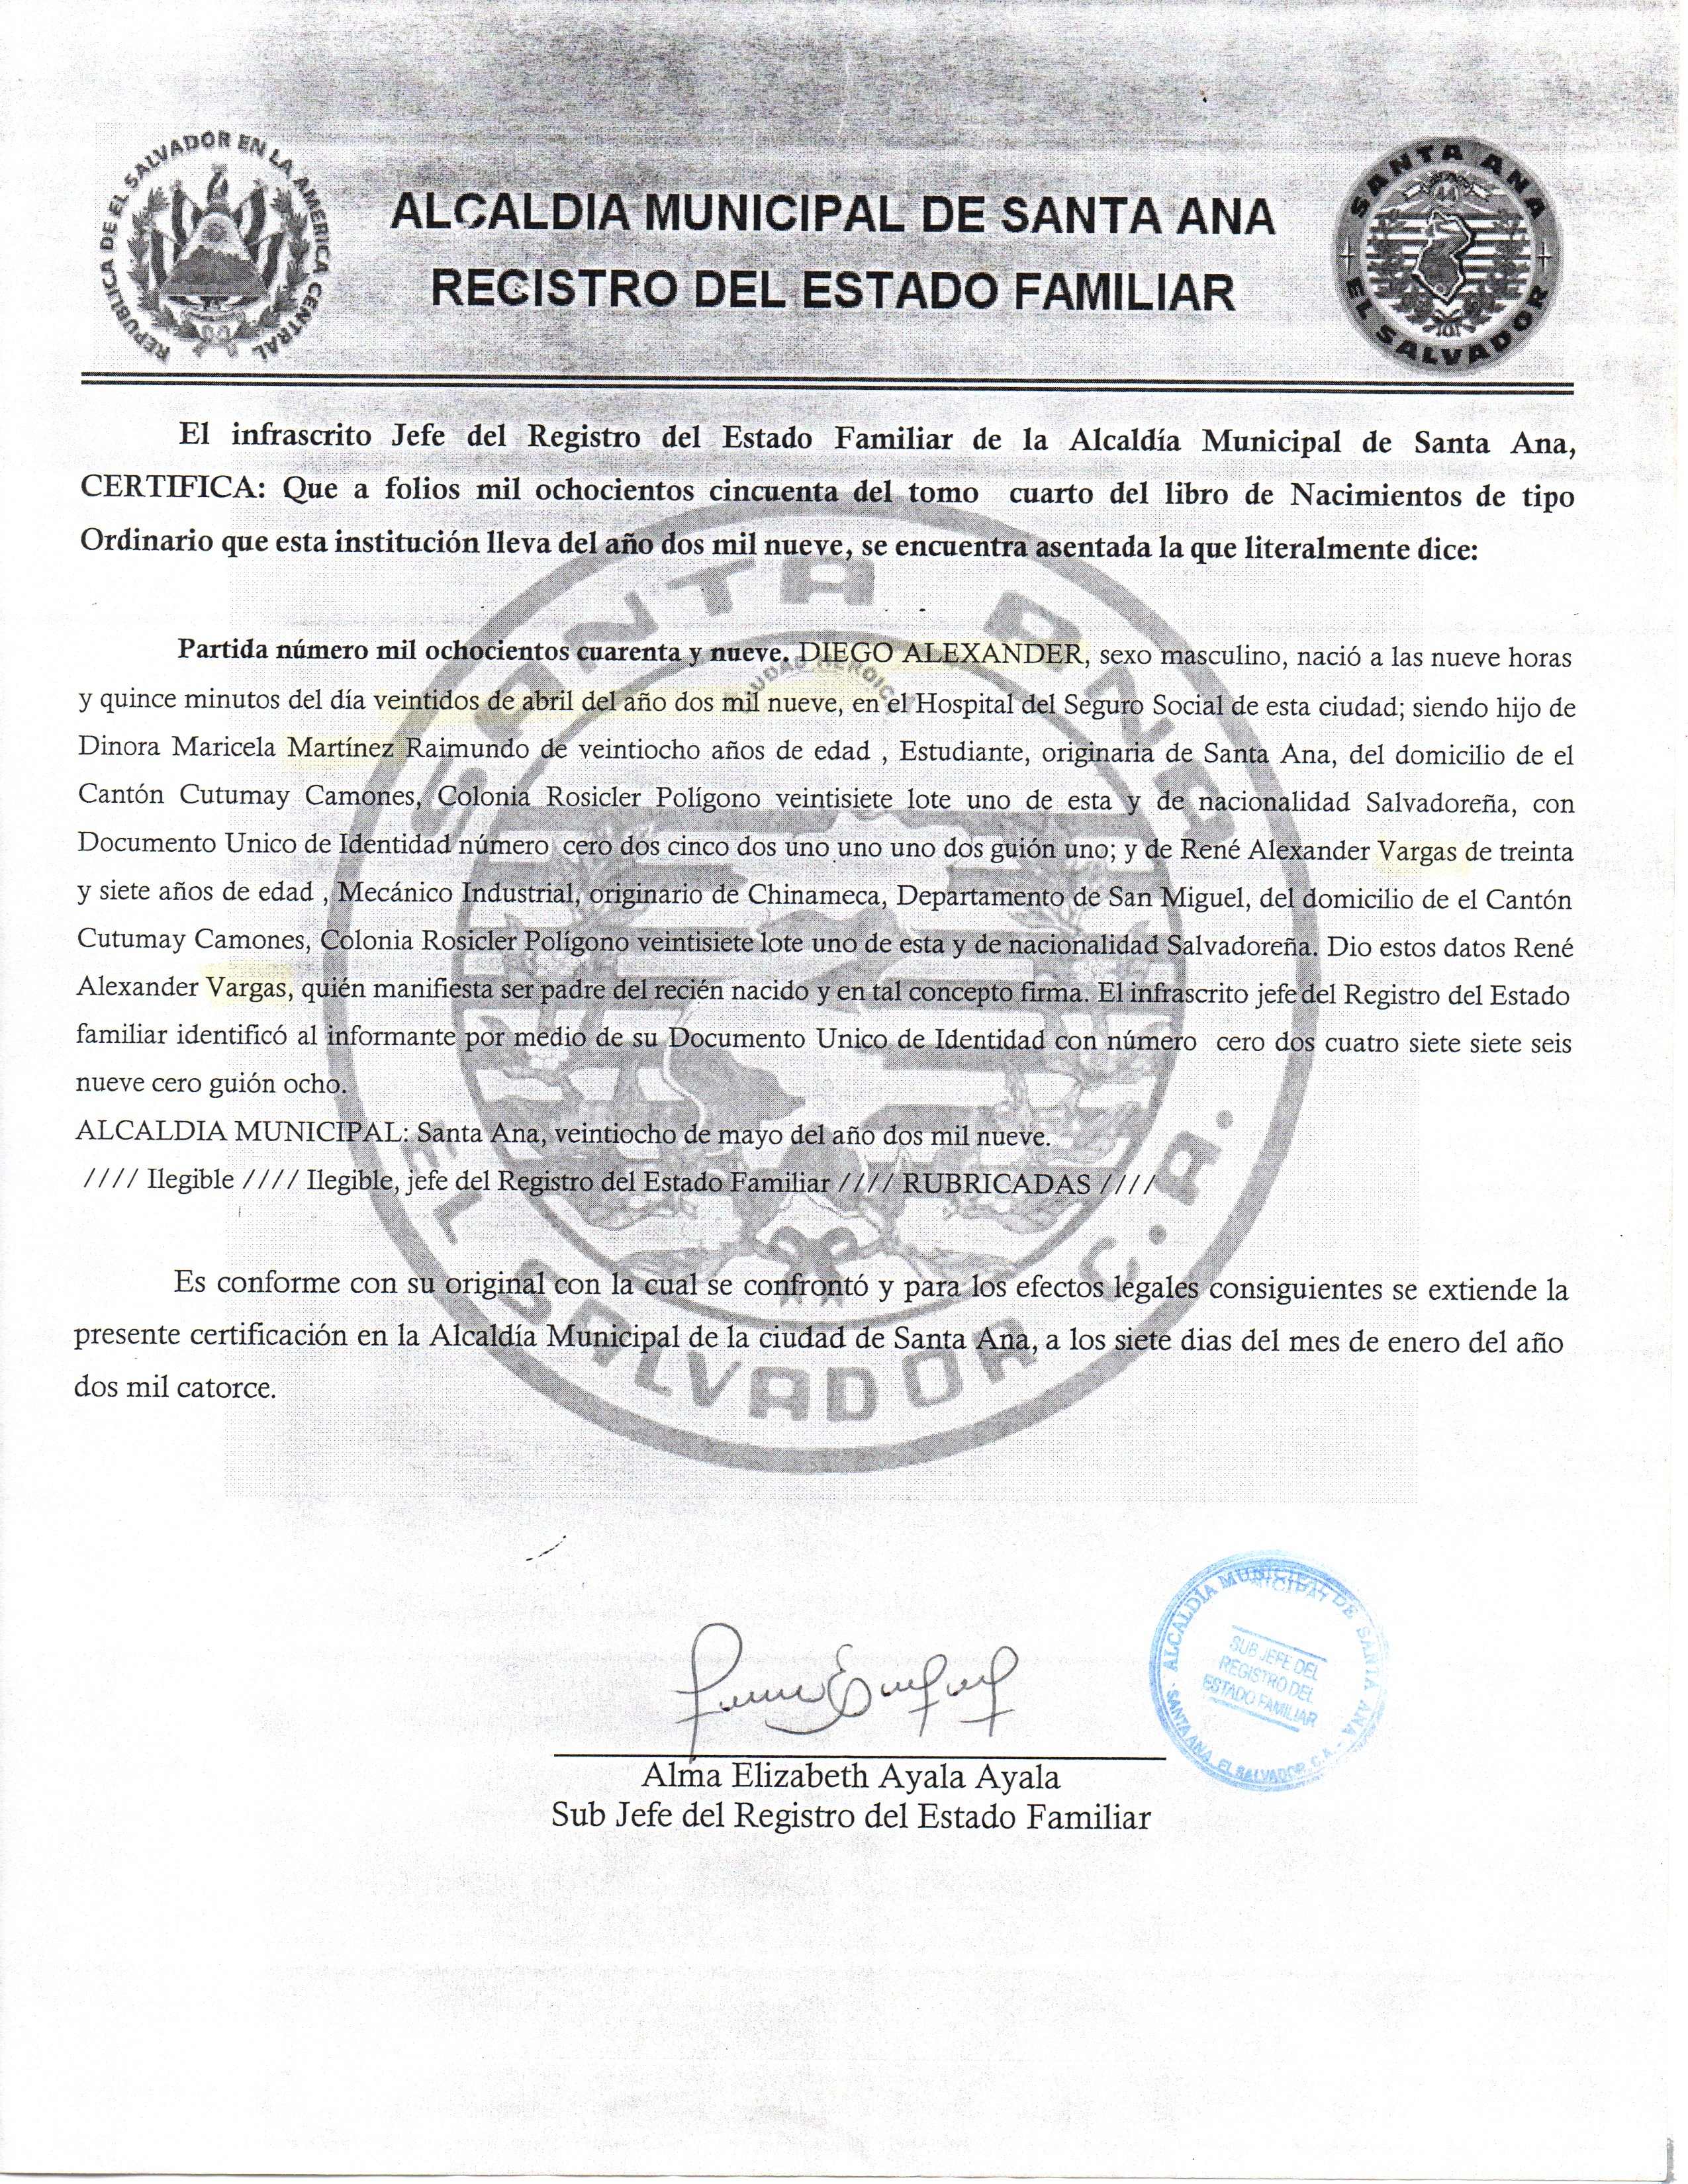 REPUBLICA DE EL SALVADOR EN LA AMERICA CENTRAL
ALCALDIA MUNICIPAL DE SANTA ANA
REGISTRO DEL ESTADO FAMILIAR
SANTA ANA
44
EL SALVADOR
El infrascrito Jefe del Registro del Estado Familiar de la Alcaldía Municipal de Santa Ana,
CERTIFICA: Que a folios mil ochocientos cincuenta del tomo cuarto del libro de Nacimientos de tipo
Ordinario que esta institución lleva del año dos mil nueve, se encuentra asentada la que literalmente dice:
Partida número mil ochocientos cuarenta y nueve. DIEGO ALEXANDER, sexo masculino, nació a las nueve horas
y quince minutos del día veintidos de abril del año dos mil nueve, en el Hospital del Seguro Social de esta ciudad; siendo hijo de
Dinora Maricela Martínez Raimundo de veintiocho años de edad , Estudiante, originaria de Santa Ana, del domicilio de el
Cantón Cutumay Camones, Colonia Rosicler Polígono veintisiete lote uno de esta y de nacionalidad Salvadoreña, con
Documento Unico de Identidad número cero dos cinco dos uno uno uno dos guión uno; y de René Alexander Vargas de treinta
y siete años de edad , Mecánico Industrial, originario de Chinameca, Departamento de San Miguel, del domicilio de el Cantón
Cutumay Camones, Colonia Rosicler Polígono veintisiete lote uno de esta y de nacionalidad Salvadoreña. Dio estos datos René
Alexander Vargas, quién manifiesta ser padre del recién nacido y en tal concepto firma. El infrascrito jefe del Registro del Estado
familiar identificó al informante por medio de su Documento Unico de Identidad con número cero dos cuatro siete siete seis
nueve cero guión ocho.
ALCALDIA MUNICIPAL: Santa Ana, veintiocho de mayo del año dos mil nueve.
//// Ilegible //// Ilegible, jefe del Registro del Estado Familiar //// RUBRICADAS ////
Es conforme con su original con la cual se confrontó y para los efectos legales consiguientes se extiende la
presente certificación en la Alcaldía Municipal de la ciudad de Santa Ana, a los siete dias del mes de enero del año
dos mil catorce.
SANTA ANA
CIUDAD HEROICA
EL SALVADOR C.A.
ALCALDÍA MUNICIPAL DE SANTA ANA
SUB JEFE DEL
REGISTRO DEL
ESTADO FAMILIAR
SANTA ANA, EL SALVADOR, C.A.
Alma Elizabeth Ayala Ayala
Sub Jefe del Registro del Estado Familiar